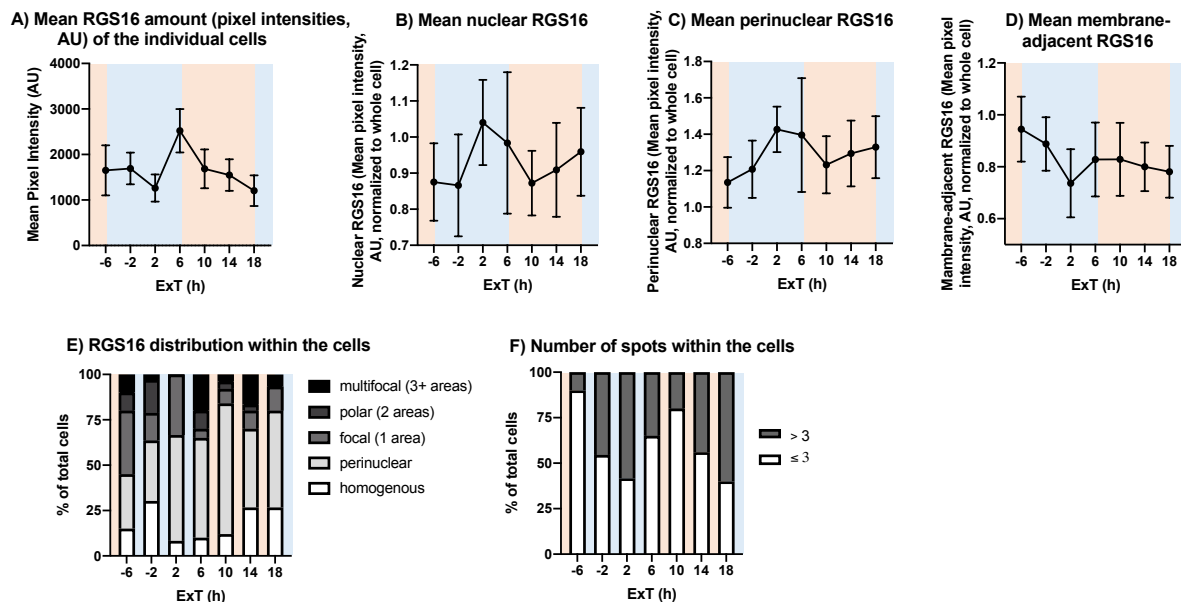 A) Mean RGS16 amount (pixel intensities,
AU) of the individual cells
Mean Pixel Intensity (AU)
4000
3000
2000
1000
0
-6 -2 2 6 10 14 18
ExT (h)
B) Mean nuclear RGS16
Nuclear RGS16 (Mean pixel intensity,
AU, normalized to whole cell)
1.2
1.1
1.0
0.9
0.8
0.7
-6 -2 2 6 10 14 18
ExT (h)
C) Mean perinuclear RGS16
Perinuclear RGS16 (Mean pixel intensity,
AU, normalized to whole cell)
1.8
1.6
1.4
1.2
1.0
0.8
-6 -2 2 6 10 14 18
ExT (h)
D) Mean membrane-
adjacent RGS16
Mambrane-adjacent RGS16 (Mean pixel
intensity, AU, normalized to whole cell)
1.2
1.0
0.8
0.6
-6 -2 2 6 10 14 18
ExT (h)
E) RGS16 distribution within the cells
% of total cells
100
75
50
25
0
-6 -2 2 6 10 14 18
ExT (h)
multifocal (3+ areas)
polar (2 areas)
focal (1 area)
perinuclear
homogenous
F) Number of spots within the cells
% of total cells
100
75
50
25
0
-6 -2 2 6 10 14 18
ExT (h)
> 3
≤ 3